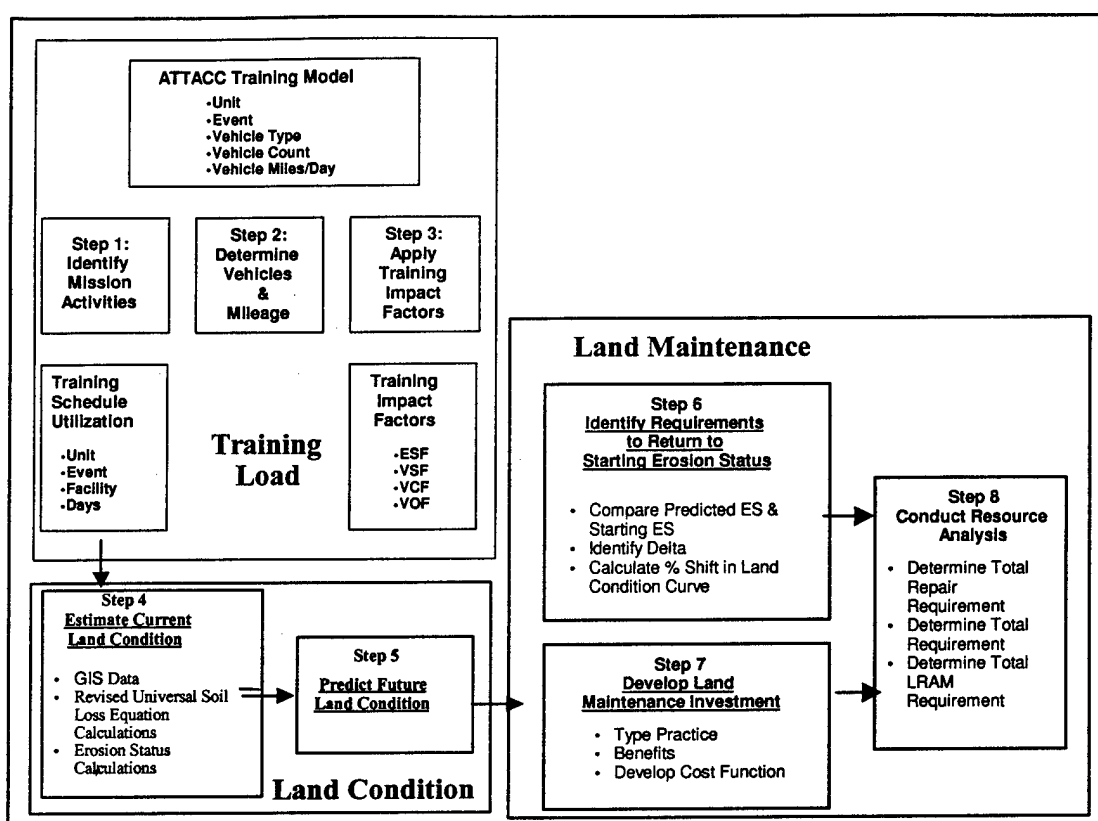 ATTACC Training Model
•Unit
•Event
•Vehicle Type
•Vehicle Count
•Vehicle Miles/Day
Step 1:
Identify
Mission
Activities
Step 2:
Determine
Vehicles
&
Mileage
Step 3:
Apply
Training
Impact
Factors
Training
Schedule
Utilization
•Unit
•Event
•Facility
•Days
Training
Load
Training
Impact
Factors
•ESF
•VSF
•VCF
•VOF
Step 4
Estimate Current
Land Condition
• GIS Data
• Revised Universal Soil
Loss Equation
Calculations
• Erosion Status
Calculations
Step 5
Predict Future
Land Condition
Land Condition
Land Maintenance
Step 6
Identify Requirements
to Return to
Starting Erosion Status
• Compare Predicted ES &
Starting ES
• Identify Delta
• Calculate % Shift in Land
Condition Curve
Step 7
Develop Land
Maintenance Investment
• Type Practice
• Benefits
• Develop Cost Function
Step 8
Conduct Resource
Analysis
• Determine Total
Repair
Requirement
• Determine Total
Requirement
• Determine Total
LRAM
Requirement